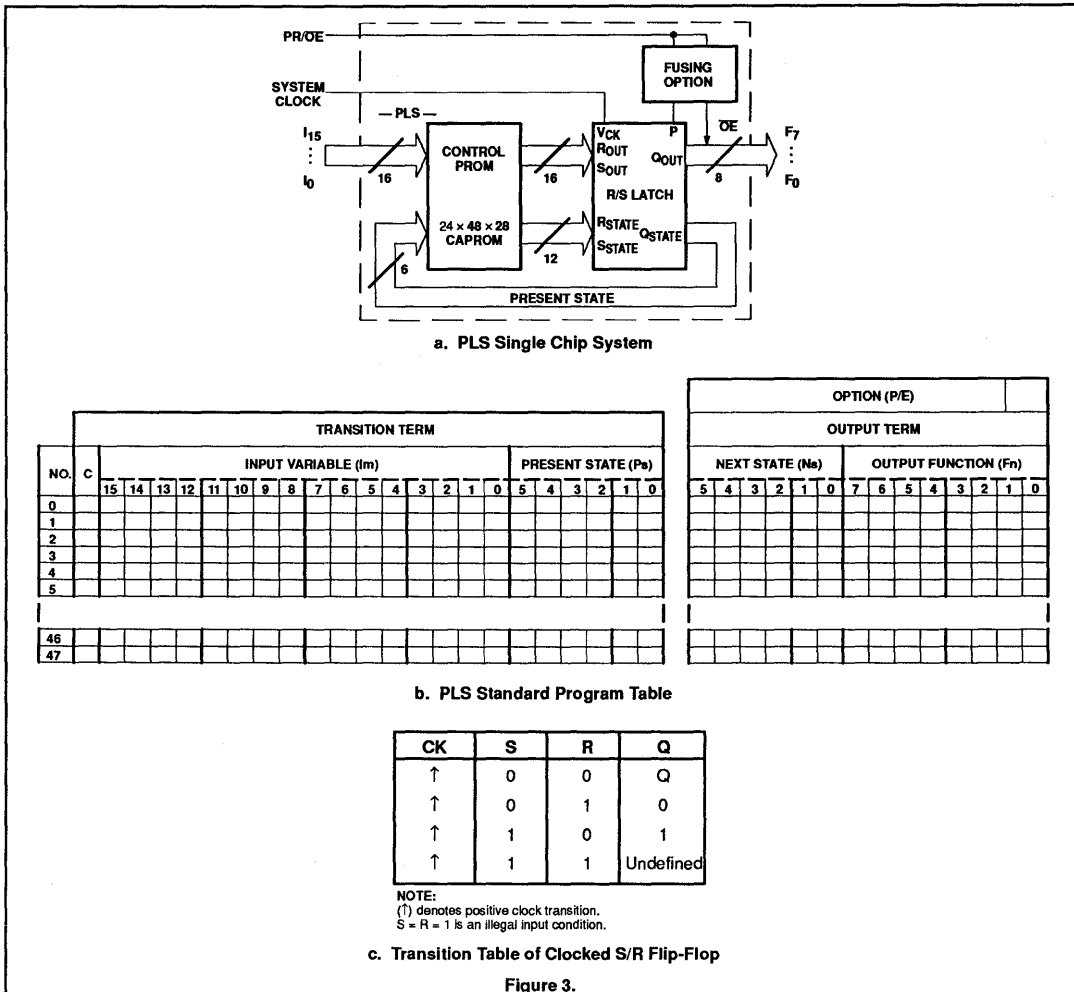 PR/OE
SYSTEM
CLOCK
FUSING
OPTION
— PLS —
I15
⋮
I0
16
CONTROL
PROM
24 × 48 × 28
CAPROM
16
12
6
VCK
P
OE
ROUT
SOUT
QOUT
R/S LATCH
RSTATE
SSTATE
QSTATE
8
F7
⋮
F0
PRESENT STATE
a. PLS Single Chip System
OPTION (P/E)
TRANSITION TERM
OUTPUT TERM
NO. C INPUT VARIABLE (Im) PRESENT STATE (Ps) NEXT STATE (Ns) OUTPUT FUNCTION (Fn)
15 14 13 12 11 10 9 8 7 6 5 4 3 2 1 0 5 4 3 2 1 0 5 4 3 2 1 0 7 6 5 4 3 2 1 0
0
1
2
3
4
5
46
47
b. PLS Standard Program Table
CK S R Q
↑ 0 0 Q
↑ 0 1 0
↑ 1 0 1
↑ 1 1 Undefined
NOTE:
(↑) denotes positive clock transition.
S = R = 1 is an illegal input condition.
c. Transition Table of Clocked S/R Flip-Flop
Figure 3.